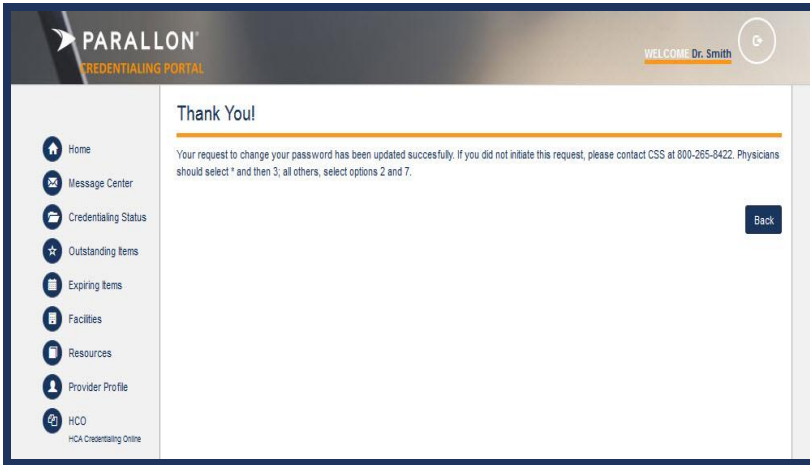 PARALLON®
CREDENTIALING PORTAL
WELCOME Dr. Smith
Thank You!
Your request to change your password has been updated succesfully. If you did not initiate this request, please contact CSS at 800-265-8422. Physicians
should select * and then 3; all others, select options 2 and 7.
Back
Home
Message Center
Credentialing Status
Outstanding Items
Expiring Items
Facilities
Resources
Provider Profile
HCO
HCA Credentialing Online